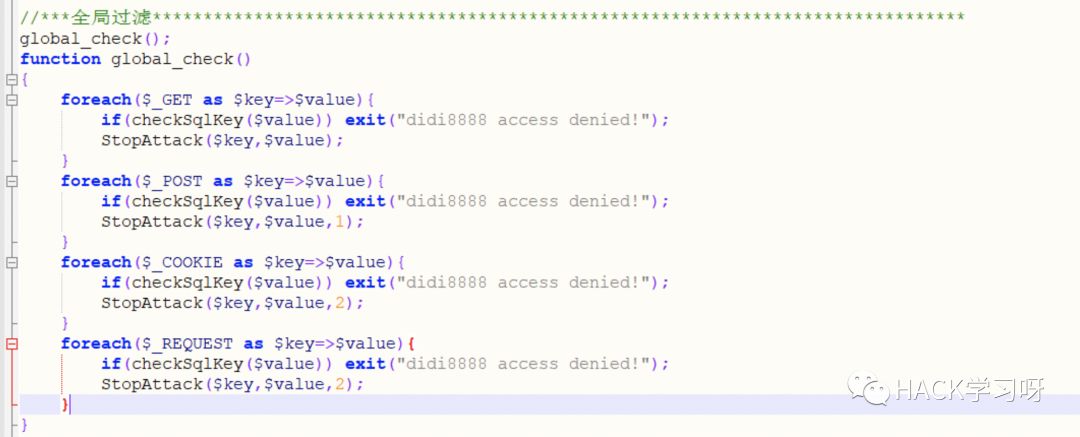 //***全局过滤********************************************************************************
global_check();
function global_check()
{
    foreach($_GET as $key=>$value){
        if(checkSqlKey($value)) exit("didi8888 access denied!");
        StopAttack($key,$value);
    }
    foreach($_POST as $key=>$value){
        if(checkSqlKey($value)) exit("didi8888 access denied!");
        StopAttack($key,$value,1);
    }
    foreach($_COOKIE as $key=>$value){
        if(checkSqlKey($value)) exit("didi8888 access denied!");
        StopAttack($key,$value,2);
    }
    foreach($_REQUEST as $key=>$value){
        if(checkSqlKey($value)) exit("didi8888 access denied!");
        StopAttack($key,$value,2);
    }
}
HACK学习呀